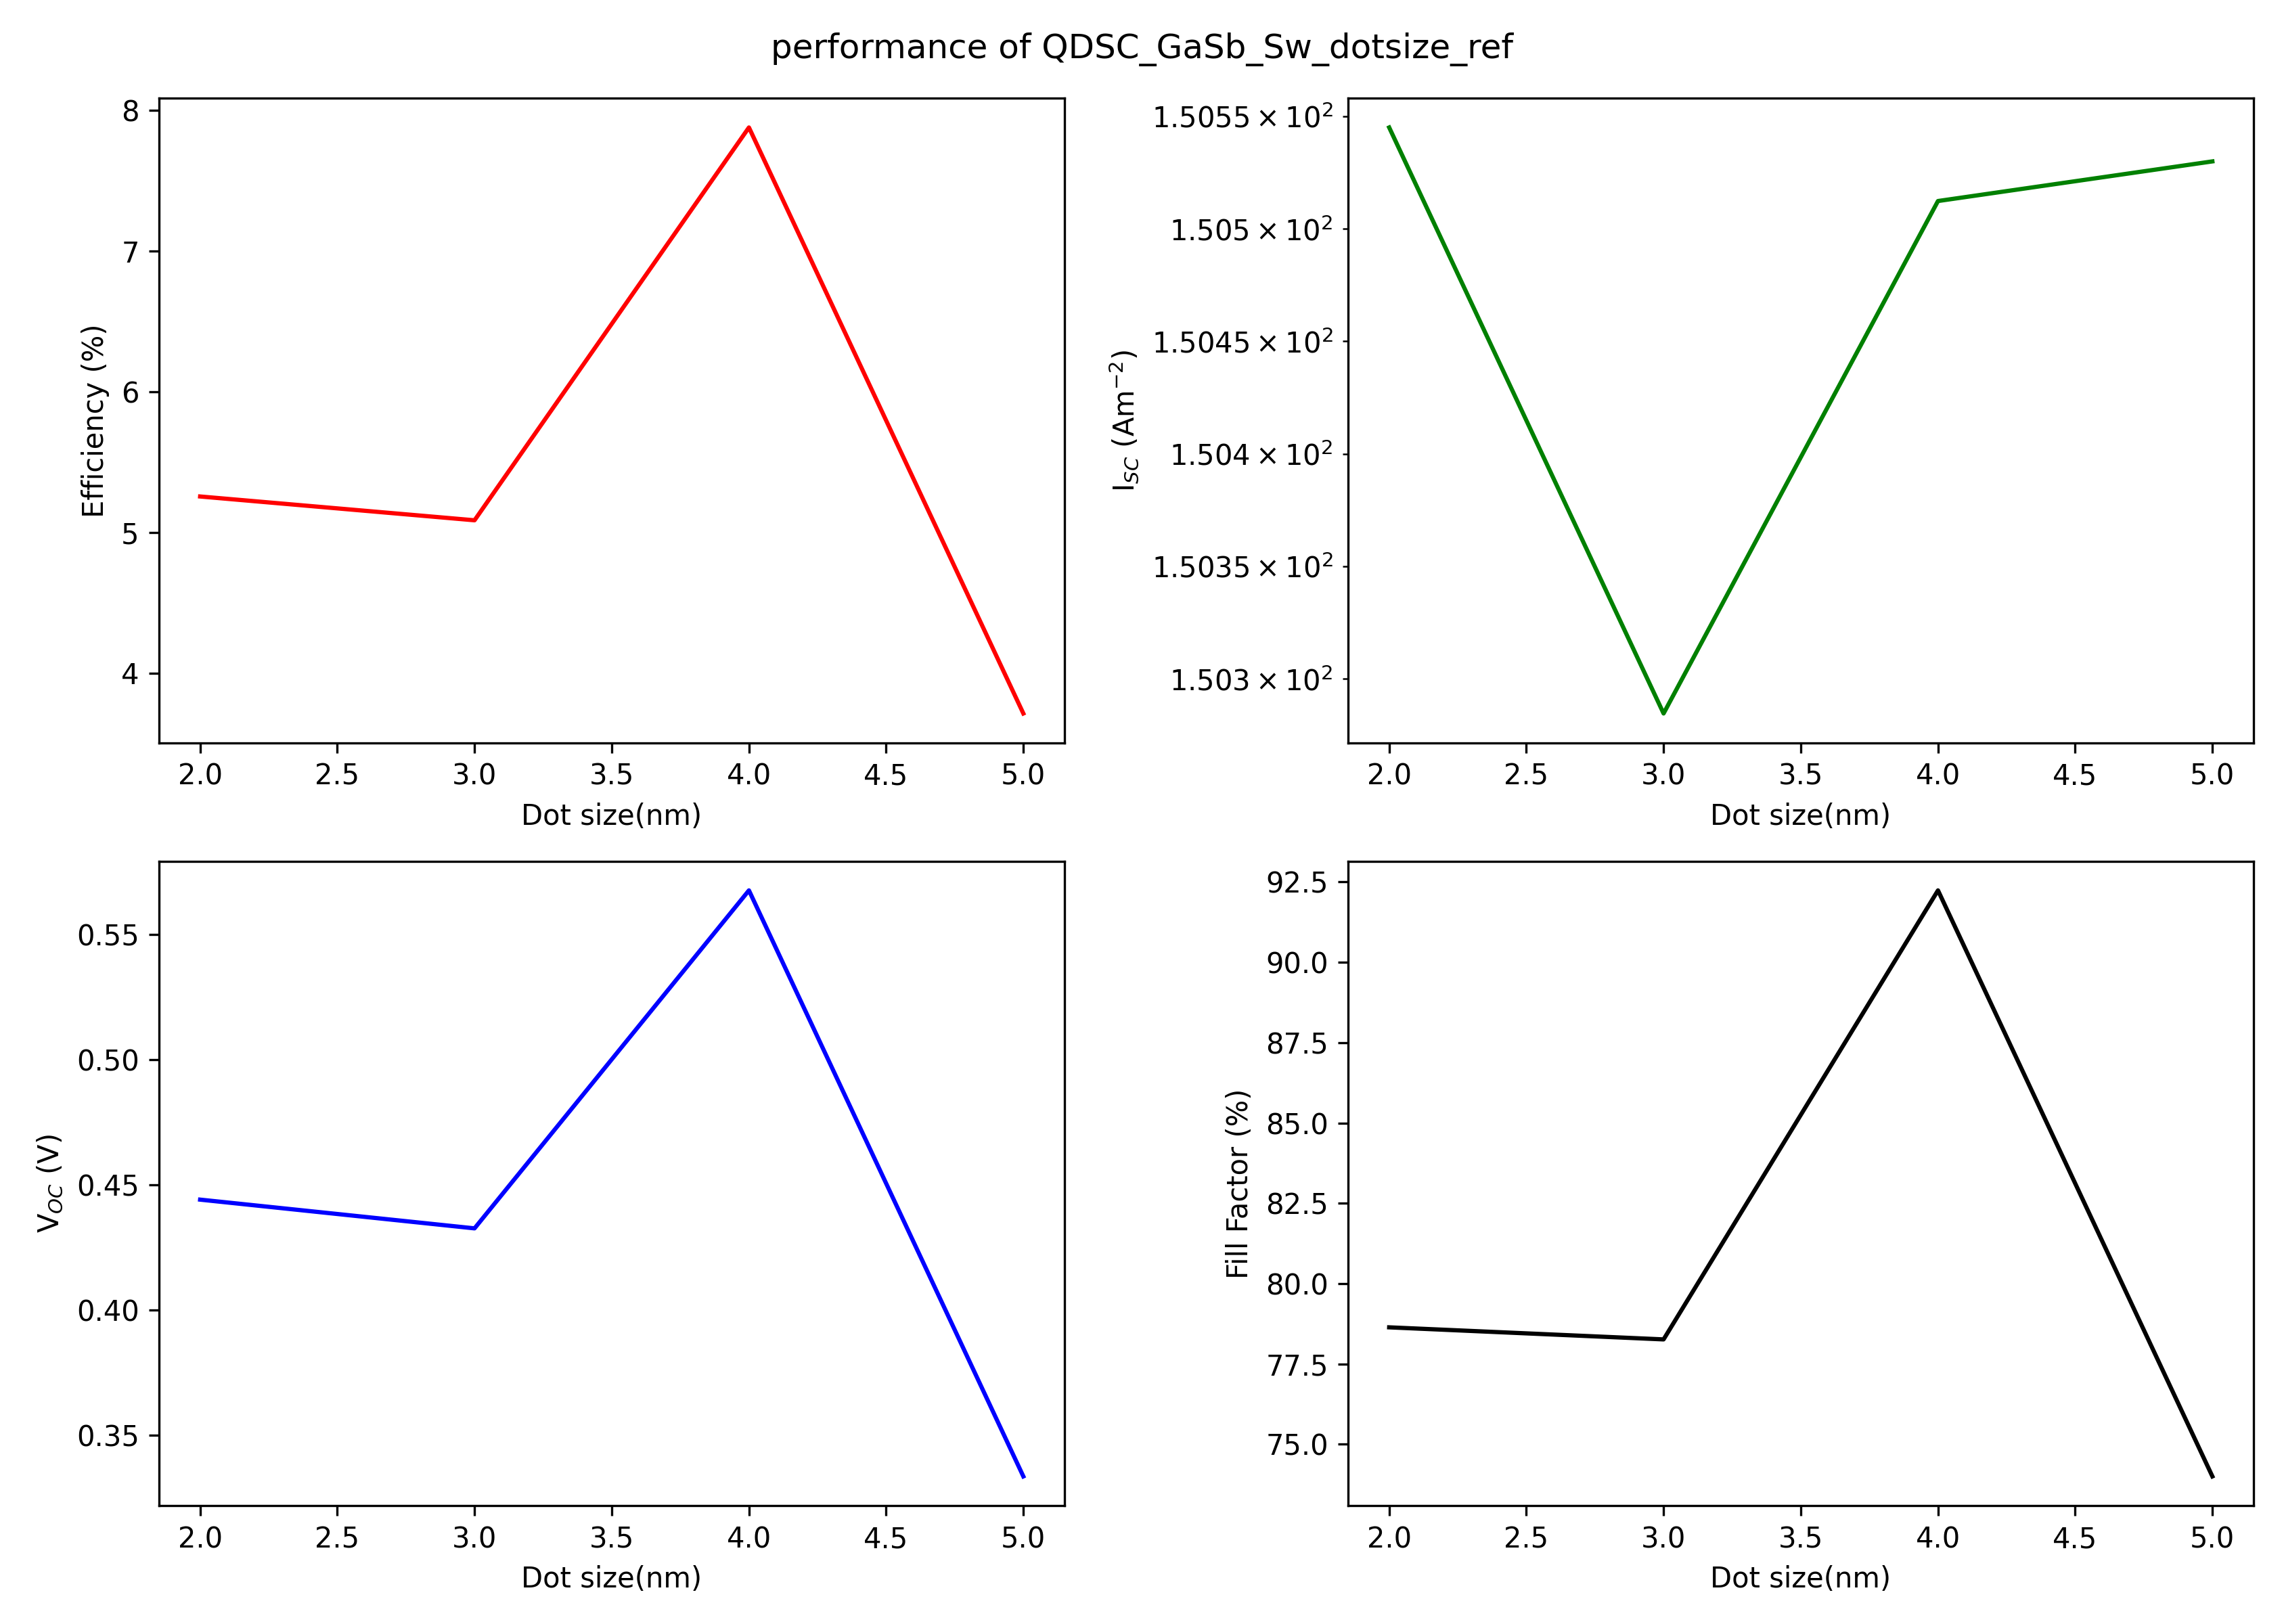 performance of QDSC_GaSb_Sw_dotsize_ref
8
7
6
5
4
Efficiency (%)
2.0 2.5 3.0 3.5 4.0 4.5 5.0
Dot size(nm)
1.5055 × 10²
1.505 × 10²
1.5045 × 10²
1.504 × 10²
1.5035 × 10²
1.503 × 10²
I_SC (Am⁻²)
2.0 2.5 3.0 3.5 4.0 4.5 5.0
Dot size(nm)
0.55
0.50
0.45
0.40
0.35
V_OC (V)
2.0 2.5 3.0 3.5 4.0 4.5 5.0
Dot size(nm)
92.5
90.0
87.5
85.0
82.5
80.0
77.5
75.0
Fill Factor (%)
2.0 2.5 3.0 3.5 4.0 4.5 5.0
Dot size(nm)